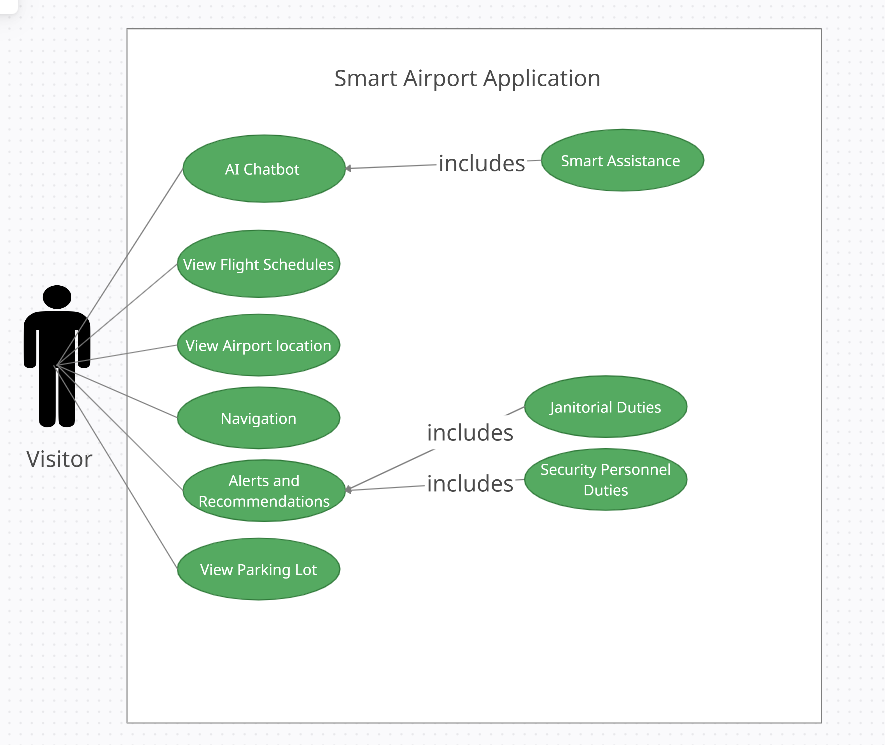 Smart Airport Application
AI Chatbot
includes
Smart Assistance
View Flight Schedules
View Airport location
Navigation
Janitorial Duties
includes
Visitor
Alerts and
Recommendations
includes
Security Personnel
Duties
View Parking Lot